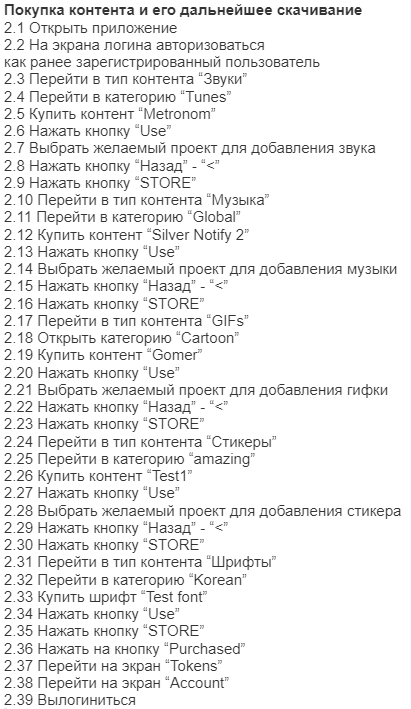 Покупка контента и его дальнейшее скачивание
2.1 Открыть приложение
2.2 На экрана логина авторизоваться
как ранее зарегистрированный пользователь
2.3 Перейти в тип контента “Звуки”
2.4 Перейти в категорию “Tunes”
2.5 Купить контент “Metronom”
2.6 Нажать кнопку “Use”
2.7 Выбрать желаемый проект для добавления звука
2.8 Нажать кнопку “Назад” - “<”
2.9 Нажать кнопку “STORE”
2.10 Перейти в тип контента “Музыка”
2.11 Перейти в категорию “Global”
2.12 Купить контент “Silver Notify 2”
2.13 Нажать кнопку “Use”
2.14 Выбрать желаемый проект для добавления музыки
2.15 Нажать кнопку “Назад” - “<”
2.16 Нажать кнопку “STORE”
2.17 Перейти в тип контента “GIFs”
2.18 Открыть категорию “Cartoon”
2.19 Купить контент “Gomer”
2.20 Нажать кнопку “Use”
2.21 Выбрать желаемый проект для добавления гифки
2.22 Нажать кнопку “Назад” - “<”
2.23 Нажать кнопку “STORE”
2.24 Перейти в тип контента “Стикеры”
2.25 Перейти в категорию “amazing”
2.26 Купить контент “Test1”
2.27 Нажать кнопку “Use”
2.28 Выбрать желаемый проект для добавления стикера
2.29 Нажать кнопку “Назад” - “<”
2.30 Нажать кнопку “STORE”
2.31 Перейти в тип контента “Шрифты”
2.32 Перейти в категорию “Korean”
2.33 Купить шрифт “Test font”
2.34 Нажать кнопку “Use”
2.35 Нажать кнопку “STORE”
2.36 Нажать на кнопку “Purchased”
2.37 Перейти на экран “Tokens”
2.38 Перейти на экран “Account”
2.39 Вылогиниться